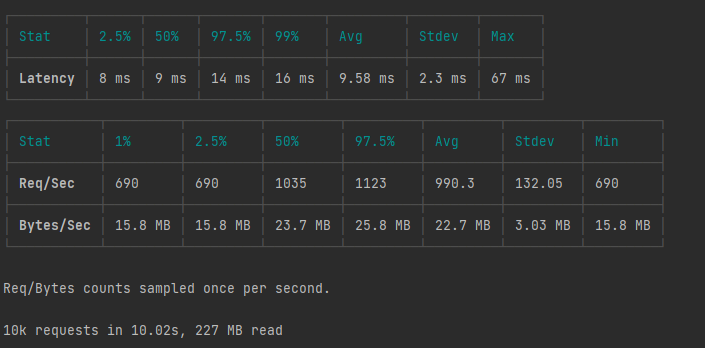 Stat 2.5% 50% 97.5% 99% Avg Stdev Max
Latency 8 ms 9 ms 14 ms 16 ms 9.58 ms 2.3 ms 67 ms
Stat 1% 2.5% 50% 97.5% Avg Stdev Min
Req/Sec 690 690 1035 1123 990.3 132.05 690
Bytes/Sec 15.8 MB 15.8 MB 23.7 MB 25.8 MB 22.7 MB 3.03 MB 15.8 MB
Req/Bytes counts sampled once per second.
10k requests in 10.02s, 227 MB read